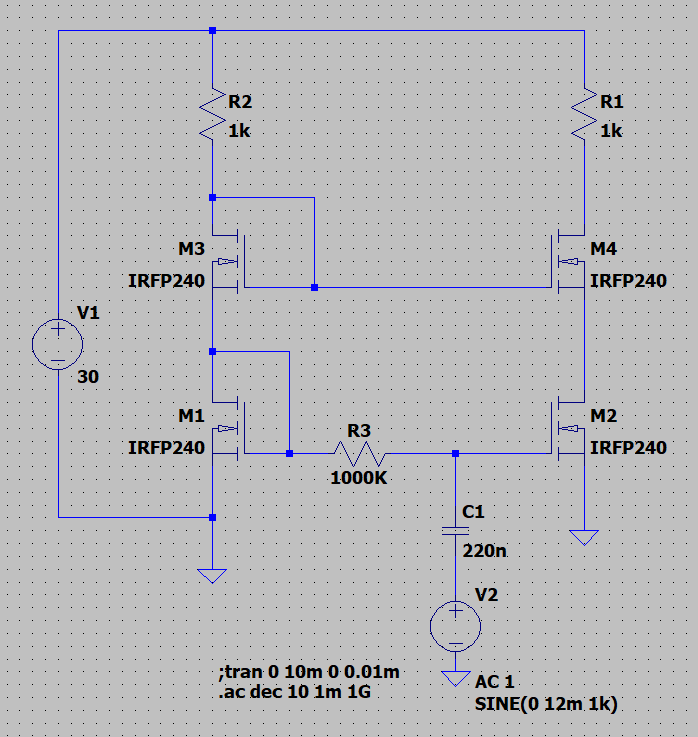 R2
1k
R1
1k
M3
IRFP240
M4
IRFP240
V1
30
M1
IRFP240
M2
IRFP240
R3
1000K
C1
220n
V2
;tran 0 10m 0 0.01m
.ac dec 10 1m 1G
AC 1
SINE(0 12m 1k)